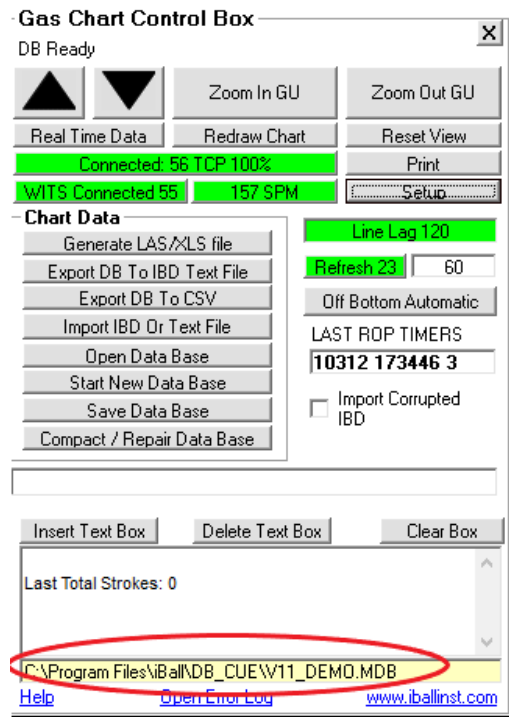 Gas Chart Control Box
X
DB Ready
Zoom In GU
Zoom Out GU
Real Time Data
Redraw Chart
Reset View
Connected: 56 TCP 100%
Print
WITS Connected 55
157 SPM
Setup
Chart Data
Generate LAS/XLS file
Export DB To IBD Text File
Export DB To CSV
Import IBD Or Text File
Open Data Base
Start New Data Base
Save Data Base
Compact / Repair Data Base
Line Lag 120
Refresh 23
60
Off Bottom Automatic
LAST ROP TIMERS
10312 173446 3
Import Corrupted
IBD
Insert Text Box
Delete Text Box
Clear Box
Last Total Strokes: 0
C:\Program Files\iBall\DB_CUE\V11_DEMO.MDB
Help
Open Error Log
www.iballinst.com